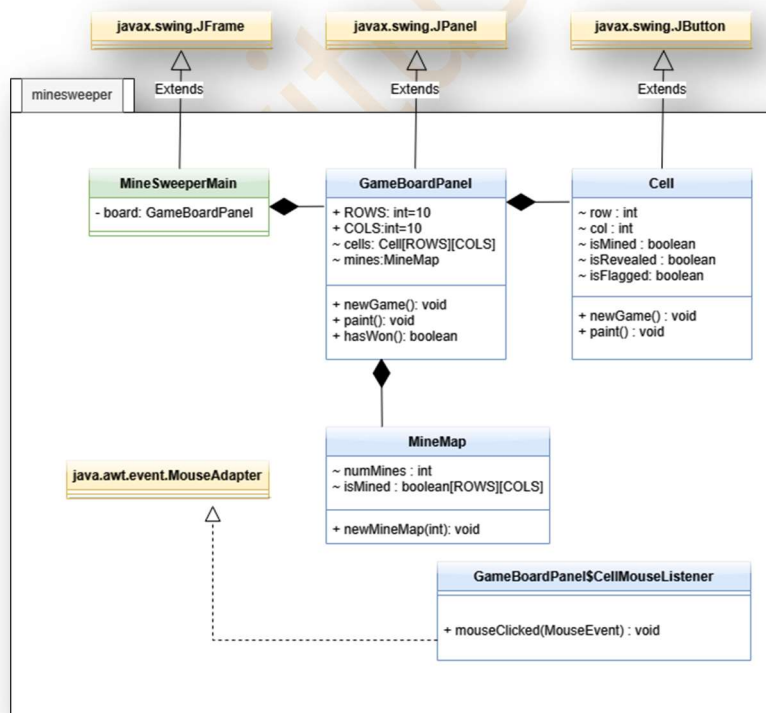 javax.swing.JFrame
javax.swing.JPanel
javax.swing.JButton
Extends
Extends
Extends
minesweeper
MineSweeperMain
- board: GameBoardPanel
GameBoardPanel
+ ROWS: int=10
+ COLS:int=10
~ cells: Cell[ROWS][COLS]
~ mines:MineMap
+ newGame(): void
+ paint(): void
+ hasWon(): boolean
Cell
~ row : int
~ col : int
~ isMined : boolean
~ isRevealed : boolean
~ isFlagged: boolean
+ newGame() : void
+ paint() : void
MineMap
~ numMines : int
~ isMined : boolean[ROWS][COLS]
+ newMineMap(int): void
java.awt.event.MouseAdapter
GameBoardPanel$CellMouseListener
+ mouseClicked(MouseEvent) : void